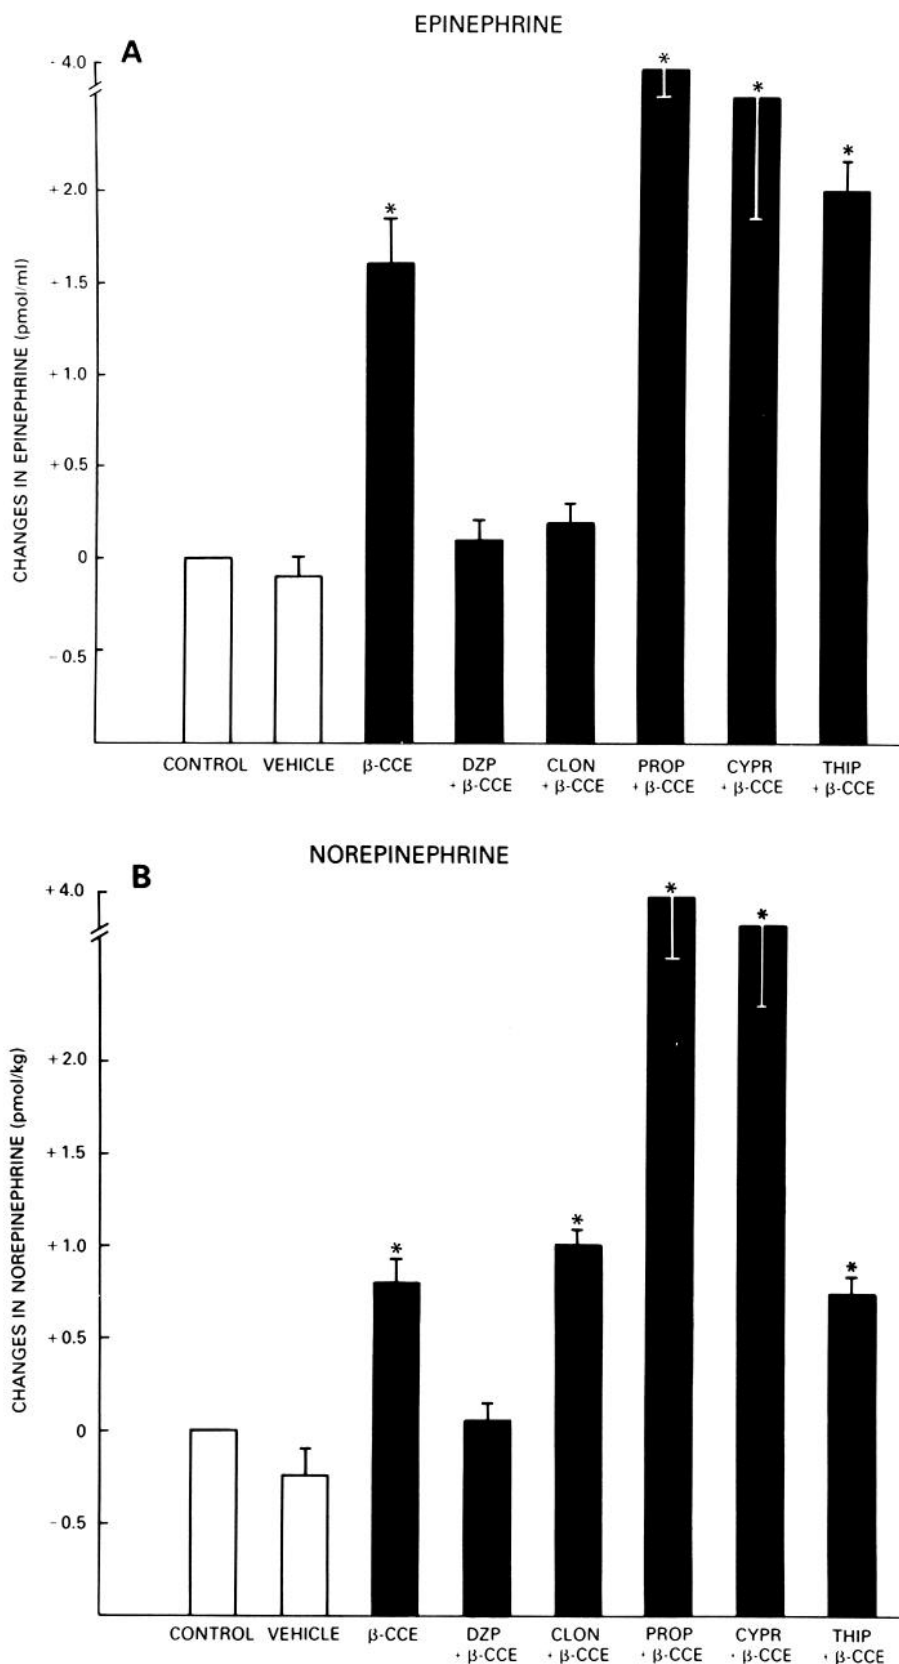 EPINEPHRINE
A
- 4.0
+ 2.0
+ 1.5
+ 1.0
+ 0.5
0
- 0.5
CHANGES IN EPINEPHRINE (pmol/ml)
* * * *
CONTROL VEHICLE β-CCE DZP CLON PROP CYPR THIP
+ β-CCE + β-CCE + β-CCE + β-CCE + β-CCE
NOREPINEPHRINE
B
+ 4.0
+ 2.0
+ 1.5
+ 1.0
+ 0.5
0
- 0.5
CHANGES IN NOREPINEPHRINE (pmol/kg)
* * * * *
CONTROL VEHICLE β-CCE DZP CLON PROP CYPR THIP
+ β-CCE + β-CCE + β-CCE + β-CCE + β-CCE